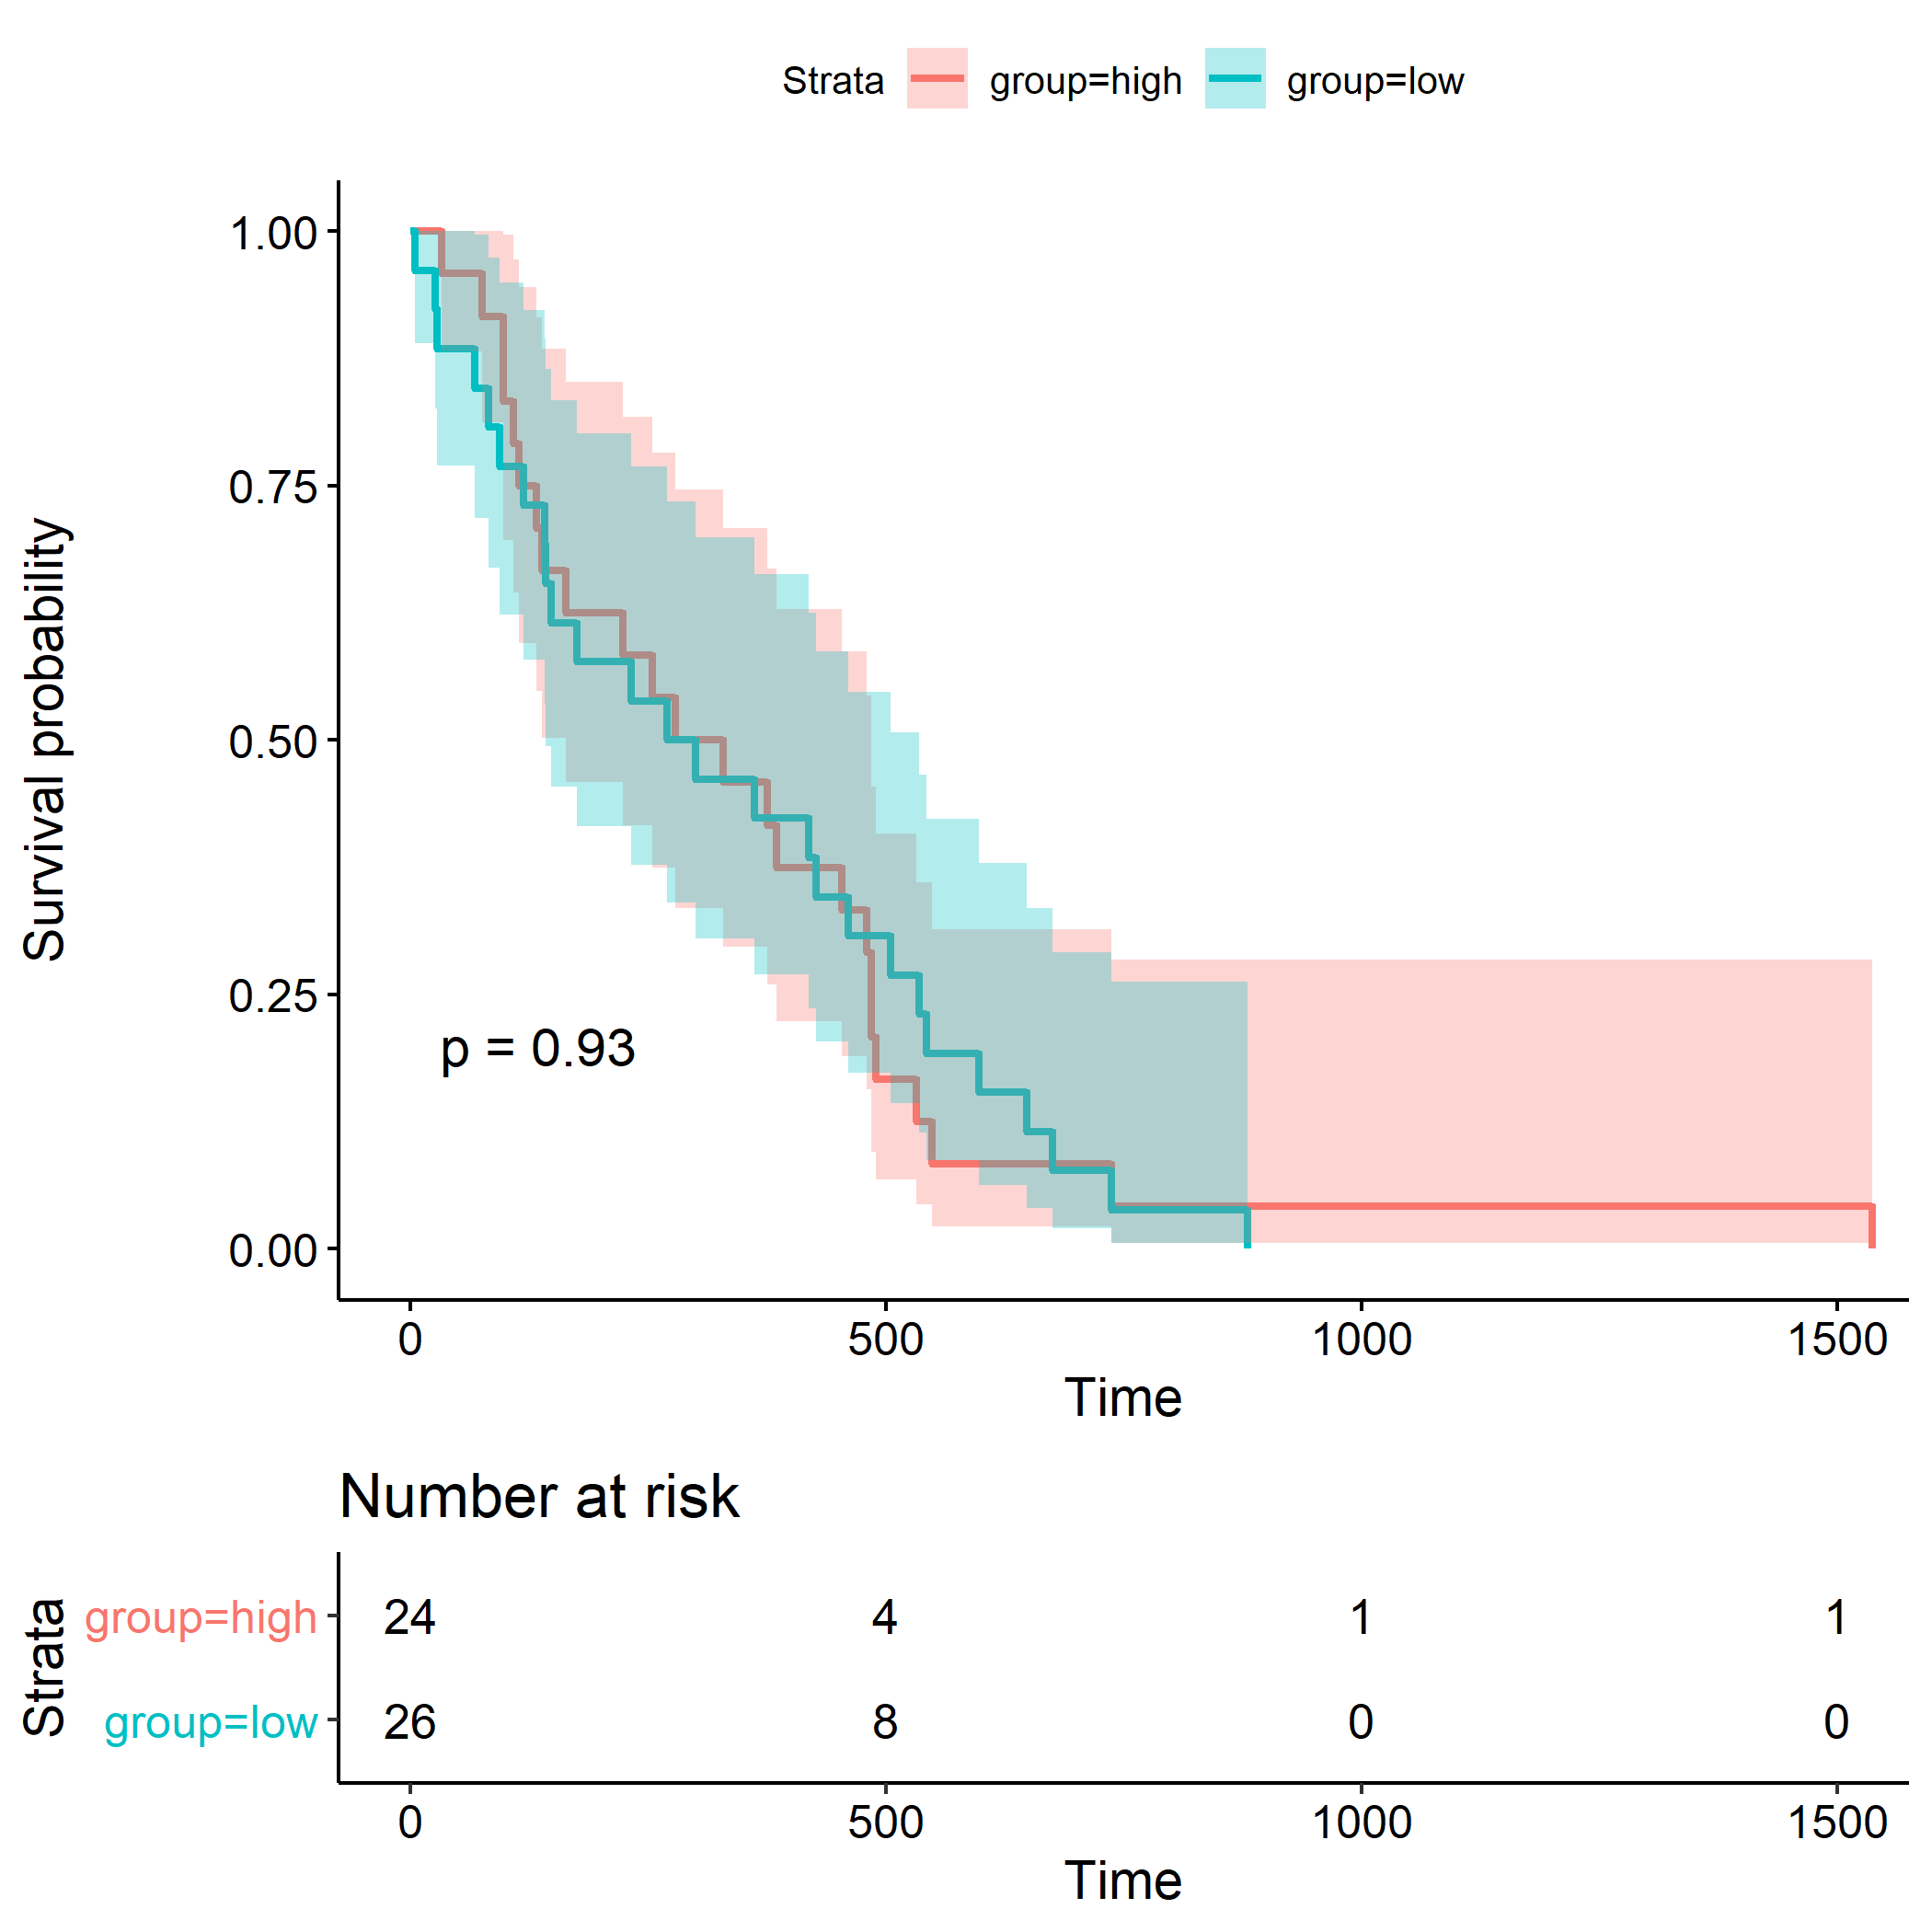 Strata group=high group=low
Survival probability
1.00
0.75
0.50
0.25
0.00
p = 0.93
0 500 1000 1500
Time
Number at risk
Strata
group=high 24 4 1 1
group=low 26 8 0 0
0 500 1000 1500
Time